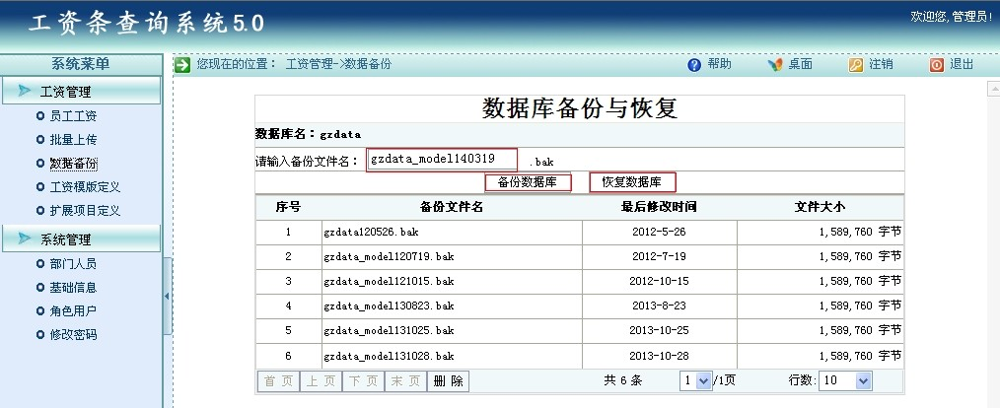 工资条查询系统5.0
欢迎您,管理员!
系统菜单
您现在的位置： 工资管理->数据备份
帮助
桌面
注销
退出
工资管理
员工工资
批量上传
数据备份
工资模版定义
扩展项目定义
系统管理
部门人员
基础信息
角色用户
修改密码
数据库备份与恢复
数据库名：gzdata
请输入备份文件名： gzdata_model140319 .bak
备份数据库 恢复数据库
序号 备份文件名 最后修改时间 文件大小
1 gzdata120526.bak 2012-5-26 1,589,760 字节
2 gzdata_model120719.bak 2012-7-19 1,589,760 字节
3 gzdata_model121015.bak 2012-10-15 1,589,760 字节
4 gzdata_model130823.bak 2013-8-23 1,589,760 字节
5 gzdata_model131025.bak 2013-10-25 1,589,760 字节
6 gzdata_model131028.bak 2013-10-28 1,589,760 字节
首 页 上 页 下 页 末 页 删 除 共 6 条 1 /1页 行数: 10